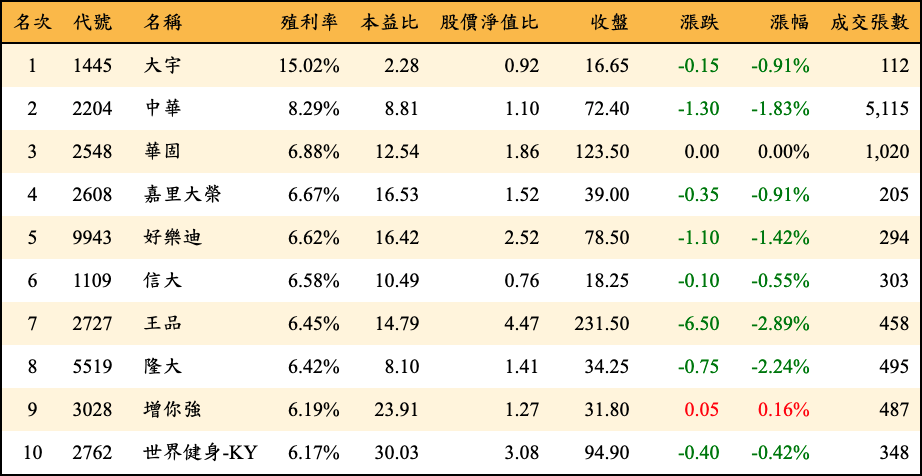 名次 代號 名稱 殖利率 本益比 股價淨值比 收盤 漲跌 漲幅 成交張數
1 1445 大宇 15.02% 2.28 0.92 16.65 -0.15 -0.91% 112
2 2204 中華 8.29% 8.81 1.10 72.40 -1.30 -1.83% 5,115
3 2548 華固 6.88% 12.54 1.86 123.50 0.00 0.00% 1,020
4 2608 嘉里大榮 6.67% 16.53 1.52 39.00 -0.35 -0.91% 205
5 9943 好樂迪 6.62% 16.42 2.52 78.50 -1.10 -1.42% 294
6 1109 信大 6.58% 10.49 0.76 18.25 -0.10 -0.55% 303
7 2727 王品 6.45% 14.79 4.47 231.50 -6.50 -2.89% 458
8 5519 隆大 6.42% 8.10 1.41 34.25 -0.75 -2.24% 495
9 3028 增你強 6.19% 23.91 1.27 31.80 0.05 0.16% 487
10 2762 世界健身-KY 6.17% 30.03 3.08 94.90 -0.40 -0.42% 348